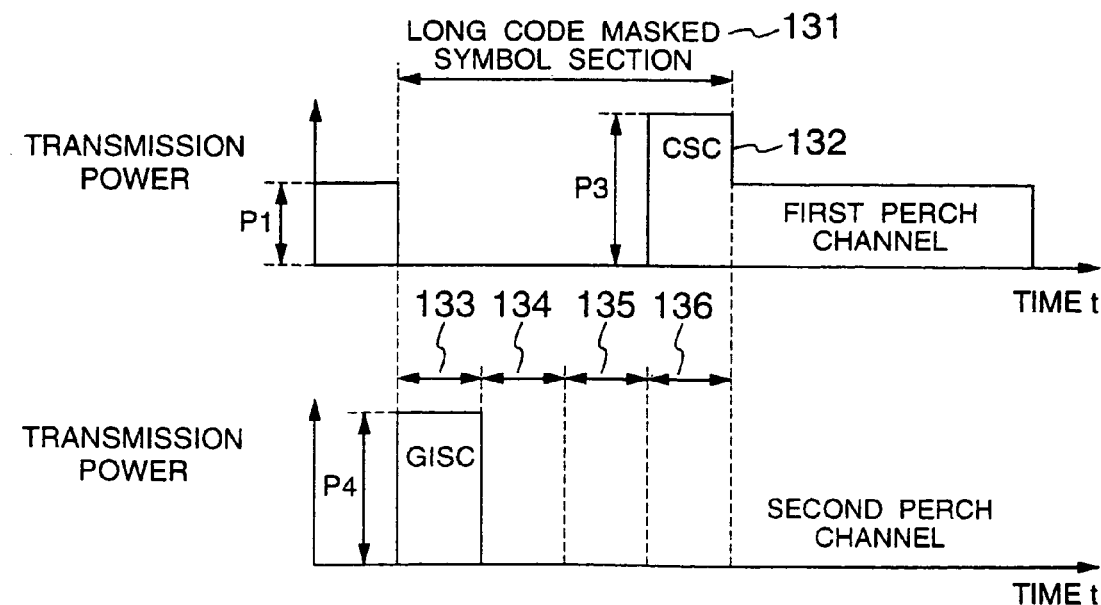 LONG CODE MASKED
SYMBOL SECTION
131
TRANSMISSION
POWER
P1
P3
CSC
132
FIRST PERCH
CHANNEL
TIME t
133 134 135 136
TRANSMISSION
POWER
P4
GISC
SECOND PERCH
CHANNEL
TIME t